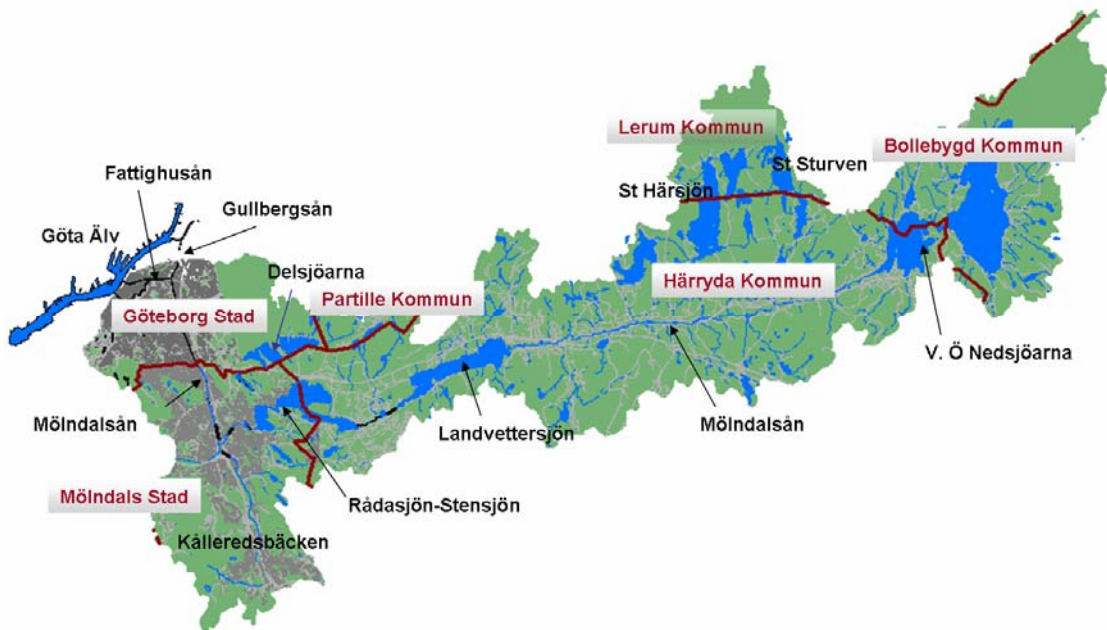 Lerum Kommun
Bollebygd Kommun
St Sturven
Fattighusån
St Härsjön
Gullbergsån
Göta Älv
Delsjöarna
Härryda Kommun
Partille Kommun
Göteborg Stad
V. Ö Nedsjöarna
Mölndalsån
Landvettersjön
Mölndalsån
Rådasjön-Stensjön
Mölndals Stad
Kålleredsbäcken